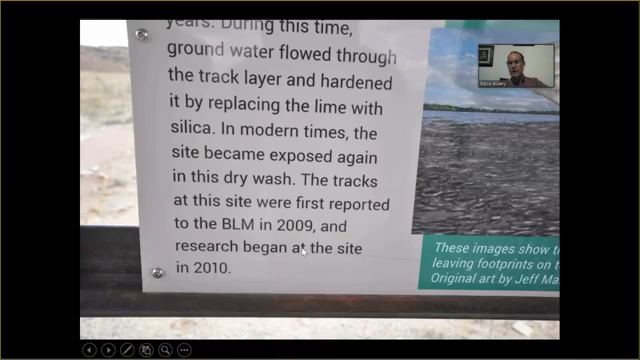 years. During this time,
ground water flowed through
the track layer and hardened
it by replacing the lime with
silica. In modern times, the
site became exposed again
in this dry wash. The tracks
at this site were first reported
to the BLM in 2009, and
research began at the site
in 2010.
These images show
leaving footprints on
Original art by Jeff